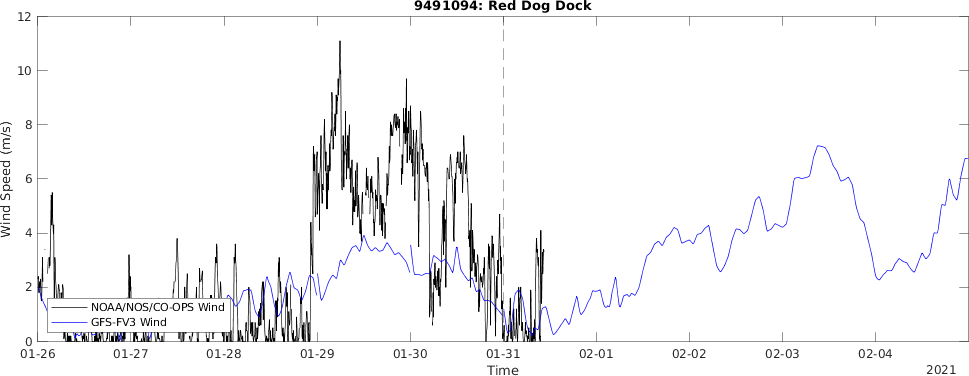 9491094: Red Dog Dock
12
10
8
6
4
2
0
Wind Speed (m/s)
NOAA/NOS/CO-OPS Wind
GFS-FV3 Wind
01-26 01-27 01-28 01-29 01-30 01-31 02-01 02-02 02-03 02-04
Time
2021